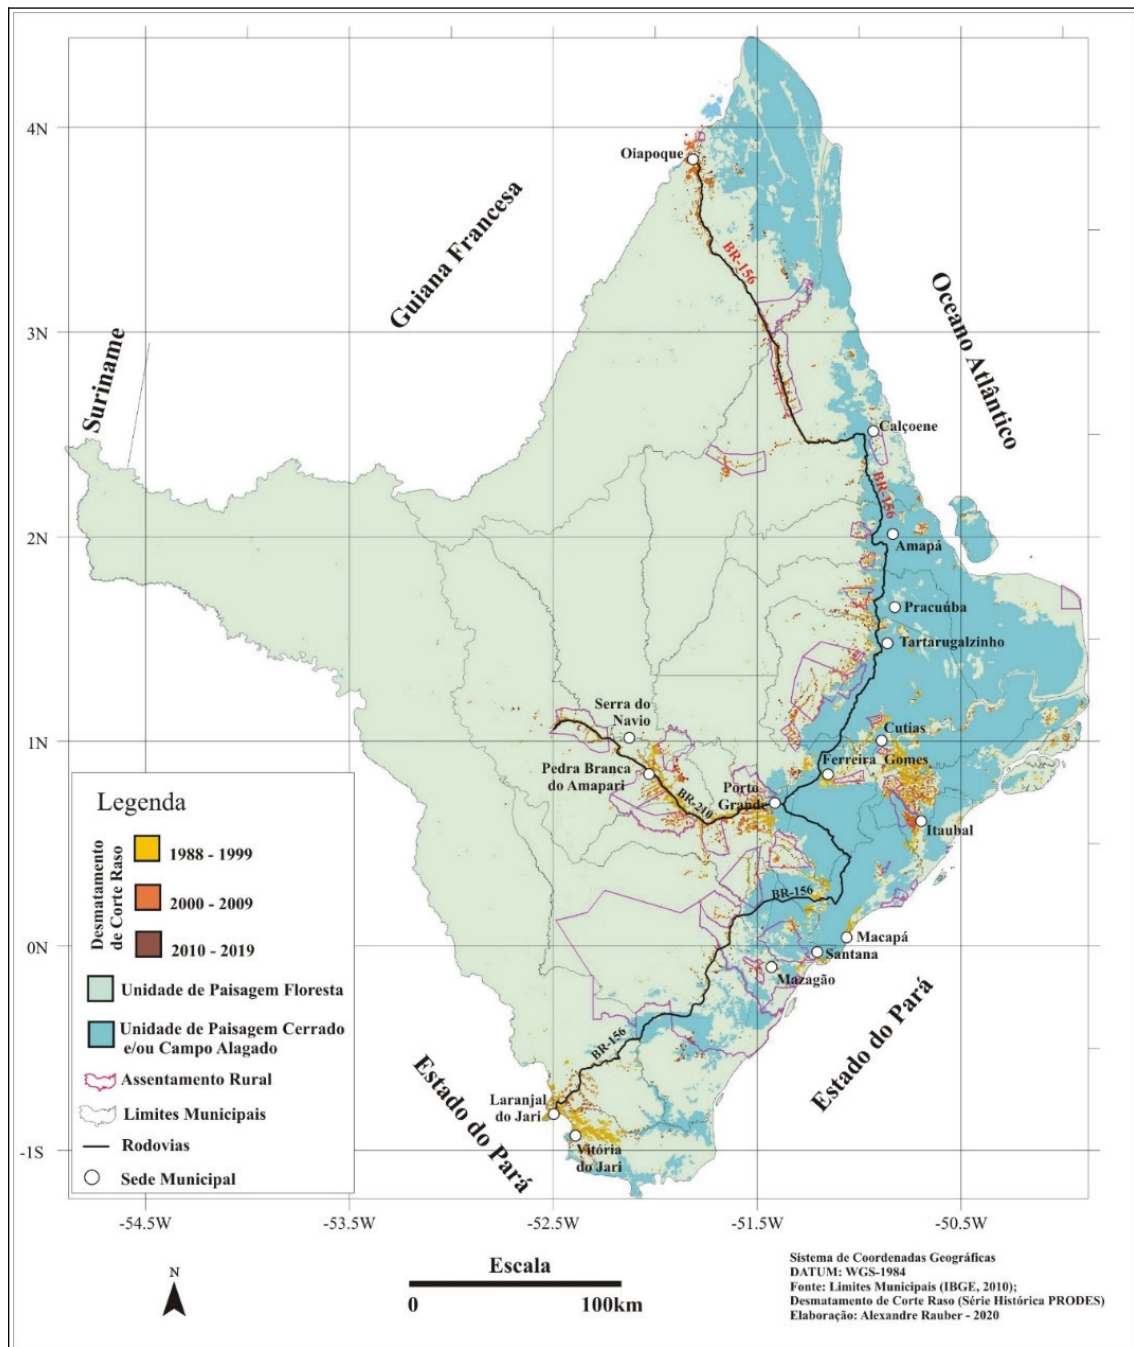 4N
3N
2N
1N
0N
-1S
-54.5W
-53.5W
-52.5W
-51.5W
-50.5W
Oiapoque
BR-156
Guiana Francesa
Suriname
Oceano Atlântico
Calçoene
BR-156
Amapá
Pracuúba
Tartarugalzinho
Serra do
Navio
Cutias
Ferreira Gomes
Pedra Branca
do Amapari
BR-210
Porto
Grande
Itaubal
BR-156
Macapá
Santana
Mazagão
BR-156
Estado do Pará
Estado do Pará
Laranjal
do Jari
Vitória
do Jari
Legenda
Desmatamento
de Corte Raso
1988 - 1999
2000 - 2009
2010 - 2019
Unidade de Paisagem Floresta
Unidade de Paisagem Cerrado
e/ou Campo Alagado
Assentamento Rural
Limites Municipais
Rodovias
Sede Municipal
N
Escala
0 100km
Sistema de Coordenadas Geográficas
DATUM: WGS-1984
Fonte: Limites Municipais (IBGE, 2010);
Desmatamento de Corte Raso (Série Histórica PRODES)
Elaboração: Alexandre Rauber - 2020